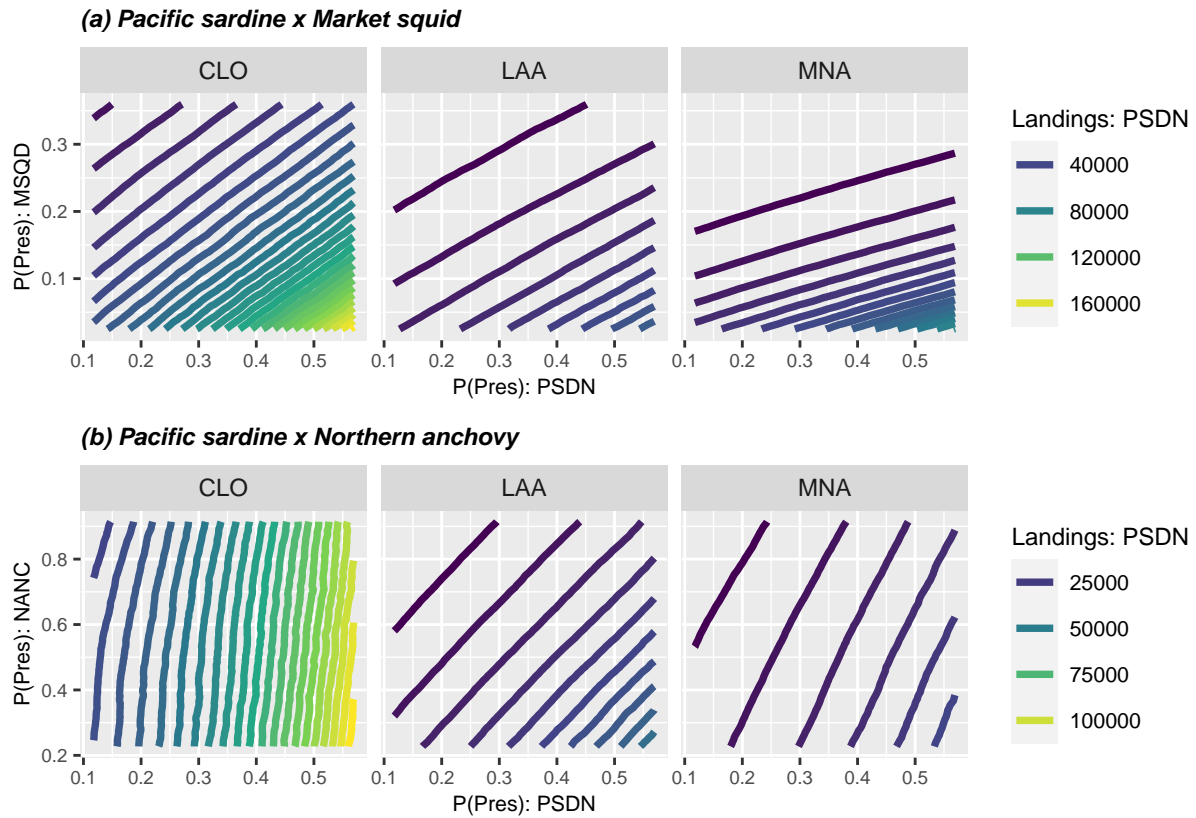 (a) Pacific sardine x Market squid
CLO LAA MNA
P(Pres): MSQD
0.3
0.2
0.1
0.1 0.2 0.3 0.4 0.5 0.1 0.2 0.3 0.4 0.5 0.1 0.2 0.3 0.4 0.5
P(Pres): PSDN
Landings: PSDN
40000
80000
120000
160000
(b) Pacific sardine x Northern anchovy
CLO LAA MNA
P(Pres): NANC
0.8
0.6
0.4
0.2
0.1 0.2 0.3 0.4 0.5 0.1 0.2 0.3 0.4 0.5 0.1 0.2 0.3 0.4 0.5
P(Pres): PSDN
Landings: PSDN
25000
50000
75000
100000